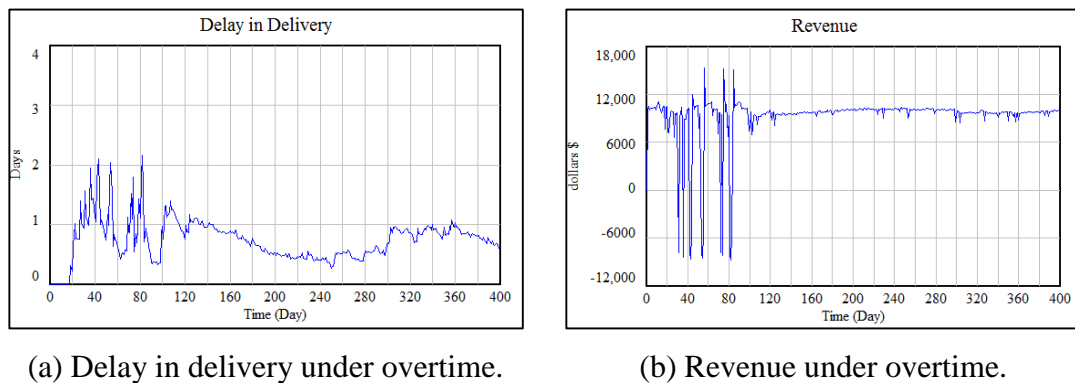 Delay in Delivery
4
3
2
1
0
Days
0 40 80 120 160 200 240 280 320 360 400
Time (Day)
(a) Delay in delivery under overtime.
Revenue
18,000
12,000
6000
0
-6000
-12,000
dollars $
0 40 80 120 160 200 240 280 320 360 400
Time (Day)
(b) Revenue under overtime.